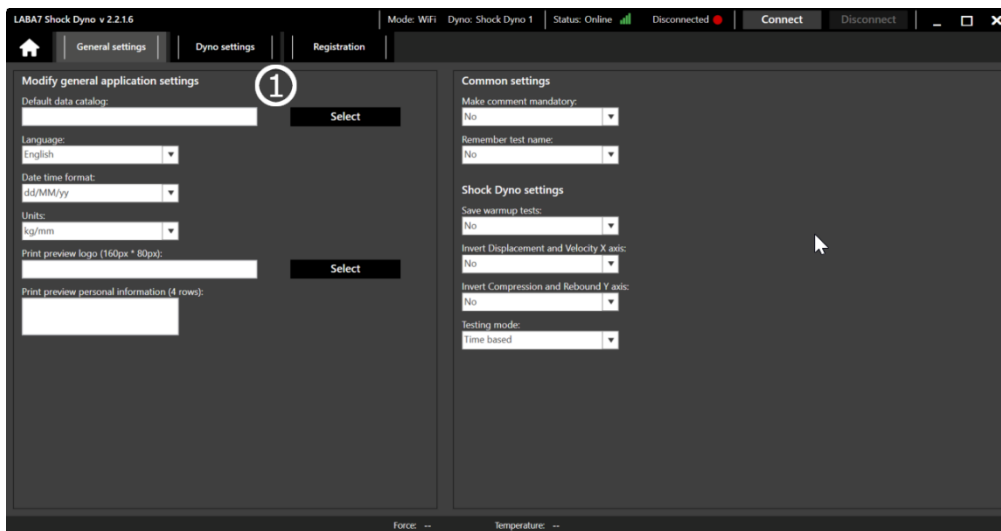 LABA7 Shock Dyno v 2.2.1.6
Mode: WiFi Dyno: Shock Dyno 1 Status: Online Disconnected Connect Disconnect
General settings Dyno settings Registration
1
Modify general application settings
Default data catalog:
Select
Language:
English
Date time format:
dd/MM/yy
Units:
kg/mm
Print preview logo (160px * 80px):
Select
Print preview personal information (4 rows):
Common settings
Make comment mandatory:
No
Remember test name:
No
Shock Dyno settings
Save warmup tests:
No
Invert Displacement and Velocity X axis:
No
Invert Compression and Rebound Y axis:
No
Testing mode:
Time based
Force: -- Temperature: --